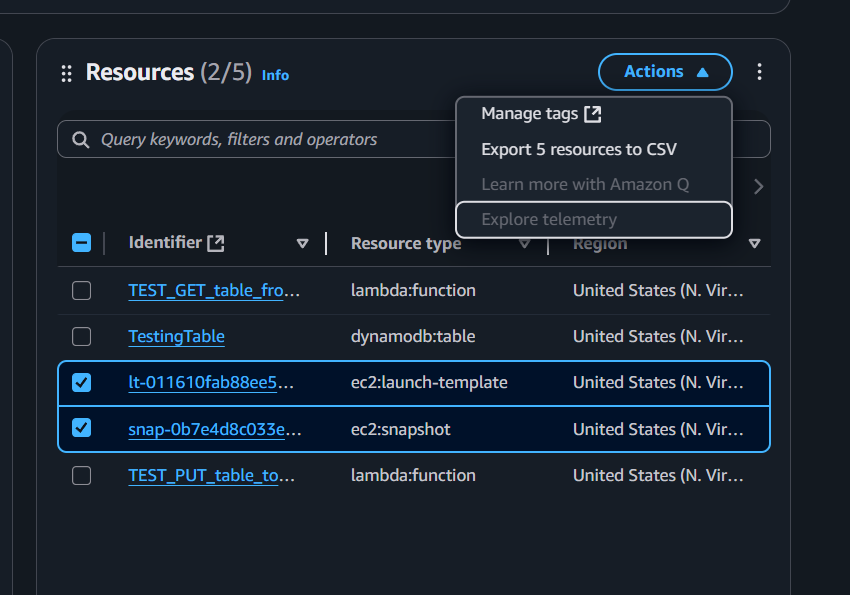 Resources (2/5) Info
Actions
Manage tags
Query keywords, filters and operators
Export 5 resources to CSV
Learn more with Amazon Q
Explore telemetry
Identifier Resource type Region
TEST_GET_table_fro... lambda:function United States (N. Vir...
TestingTable dynamodb:table United States (N. Vir...
lt-011610fab88ee5... ec2:launch-template United States (N. Vir...
snap-0b7e4d8c033e... ec2:snapshot United States (N. Vir...
TEST_PUT_table_to... lambda:function United States (N. Vir...